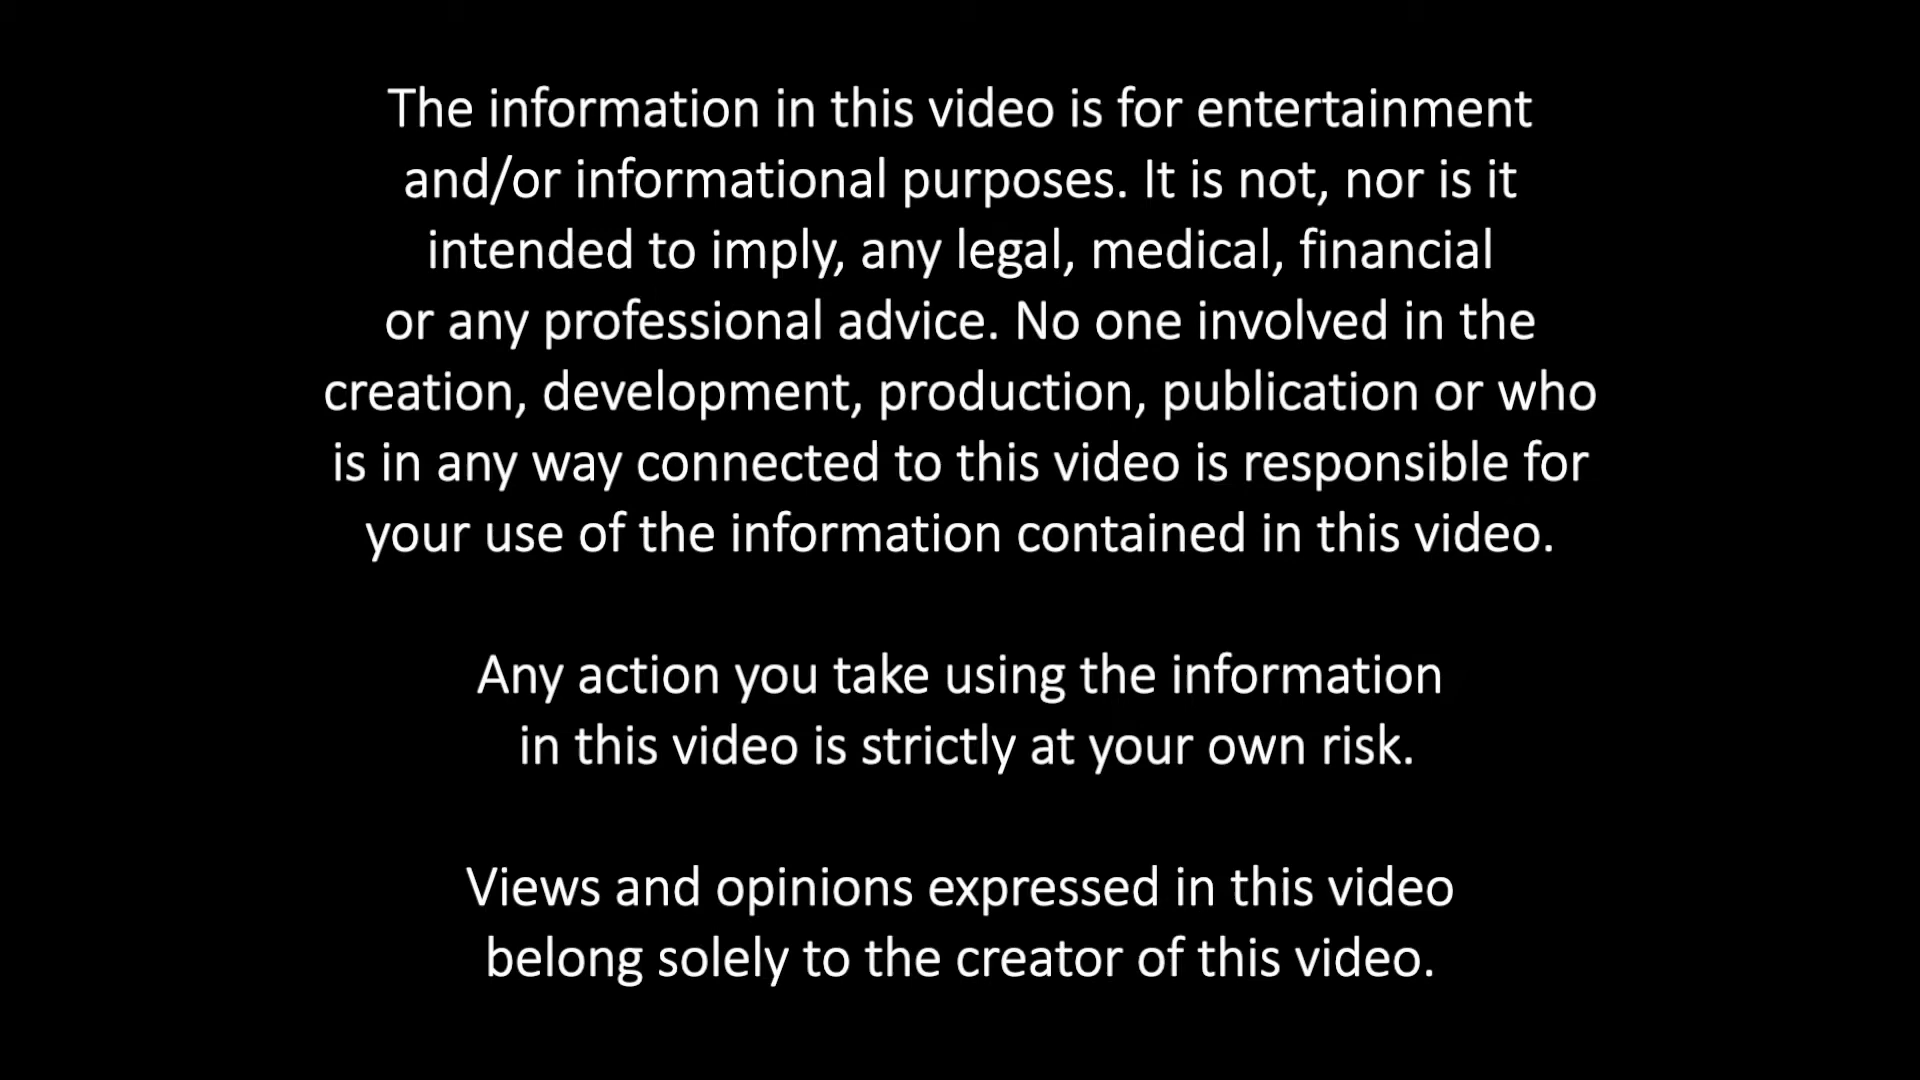 The information in this video is for entertainment
and/or informational purposes. It is not, nor is it
intended to imply, any legal, medical, financial
or any professional advice. No one involved in the
creation, development, production, publication or who
is in any way connected to this video is responsible for
your use of the information contained in this video.
Any action you take using the information
in this video is strictly at your own risk.
Views and opinions expressed in this video
belong solely to the creator of this video.